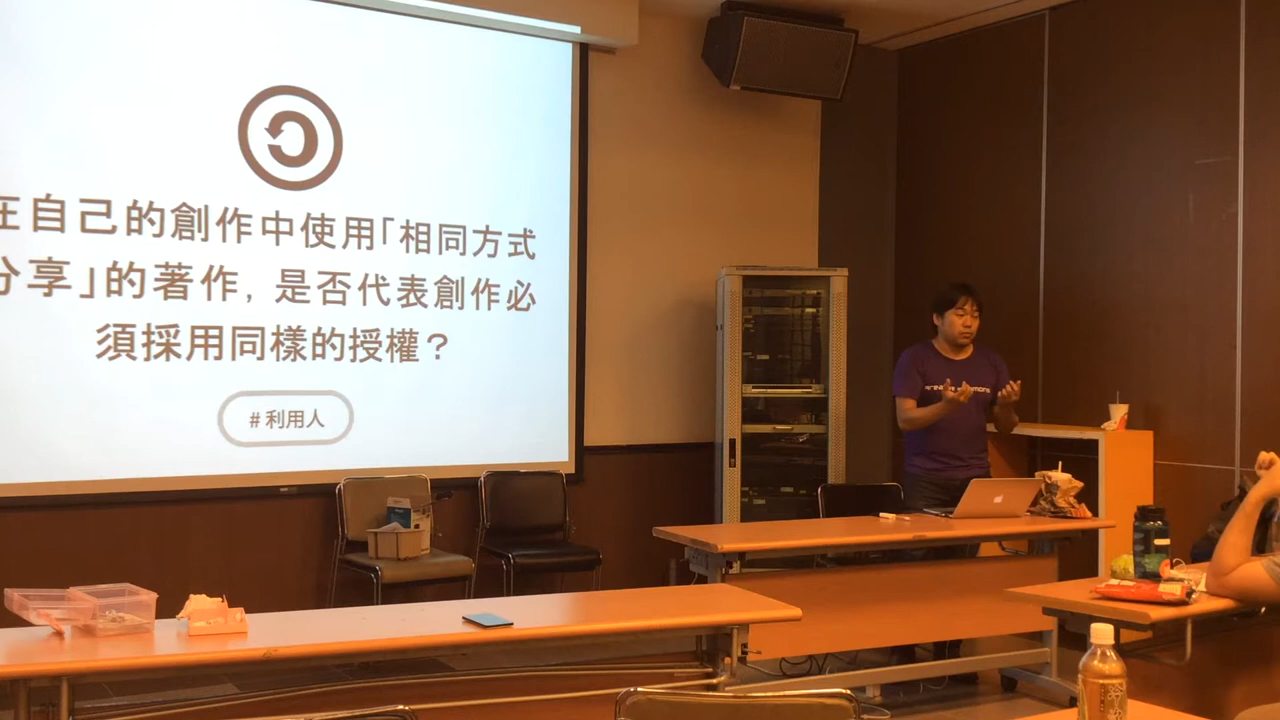 在自己的創作中使用「相同方式
分享」的著作, 是否代表創作必
須採用同樣的授權？
# 利用人